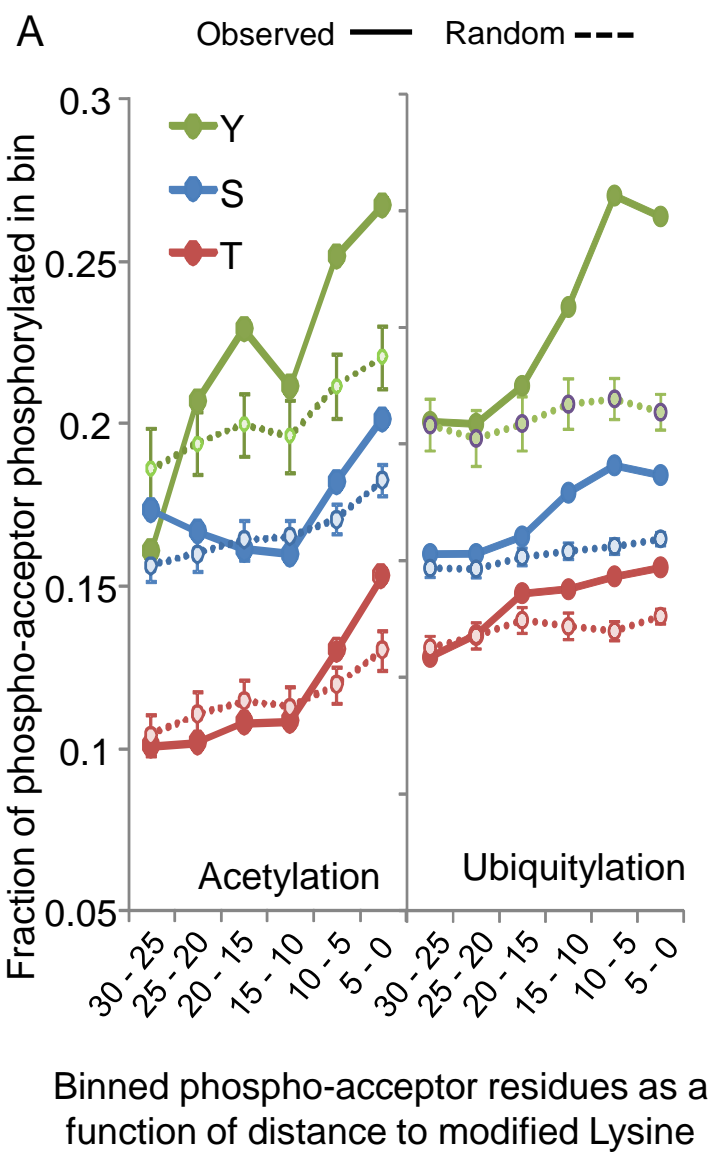 A
Observed
Random
Fraction of phospho-acceptor phosphorylated in bin
0.3
0.25
0.2
0.15
0.1
0.05
Y
S
T
Acetylation
Ubiquitylation
30 - 25
25 - 20
20 - 15
15 - 10
10 - 5
5 - 0
30 - 25
25 - 20
20 - 15
15 - 10
10 - 5
5 - 0
Binned phospho-acceptor residues as a
function of distance to modified Lysine